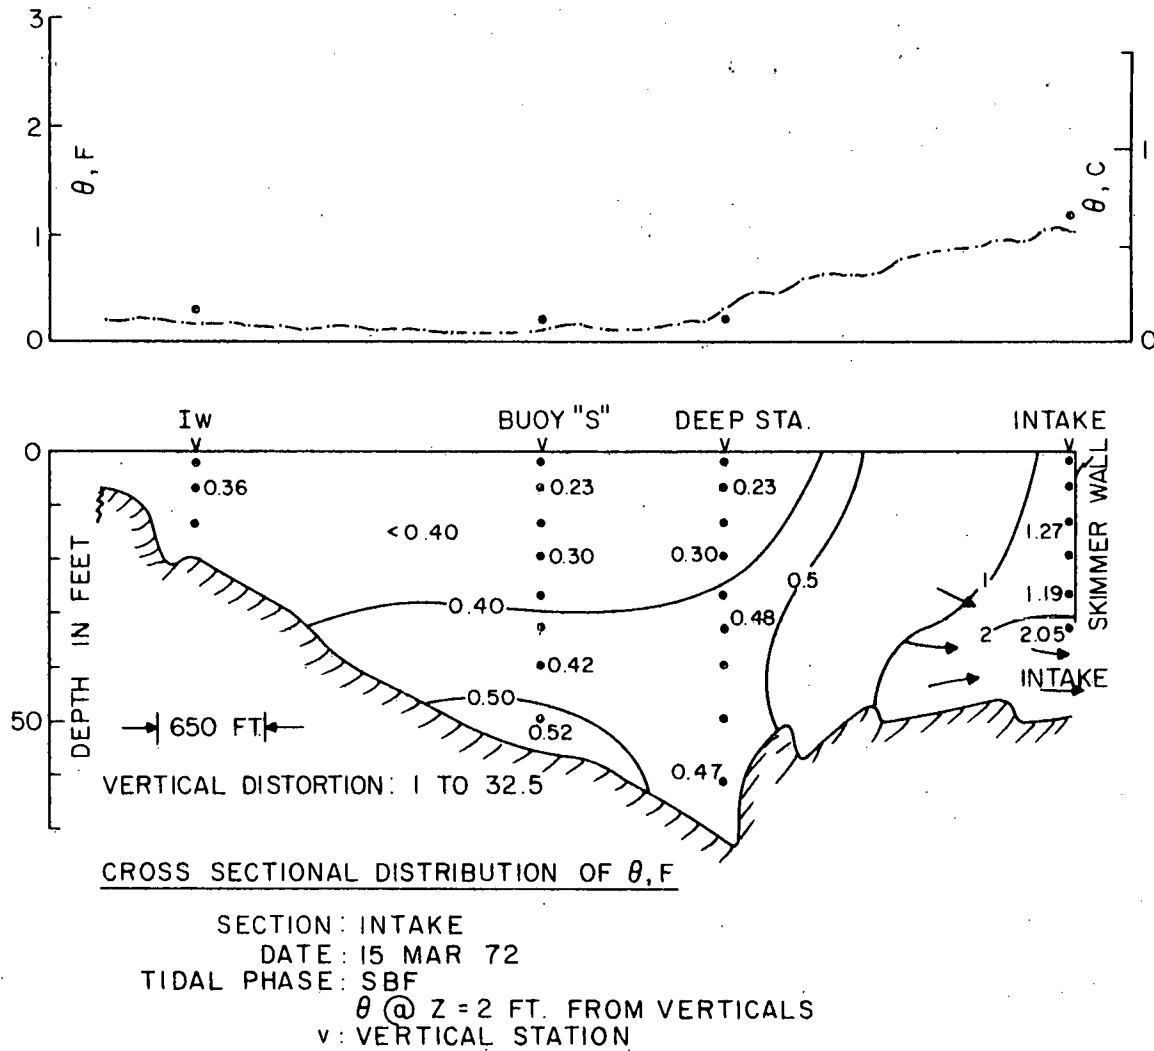 3
2
1
0
θ, F
1
0
θ, C
Iw
BUOY "S"
DEEP STA.
INTAKE
0
50
DEPTH IN FEET
SKIMMER WALL
0.36
0.23
0.23
<0.40
0.30
0.30
1.27
0.40
0.5
1
1.19
0.48
2
2.05
0.42
INTAKE
0.50
0.52
0.47
650 FT.
VERTICAL DISTORTION: 1 TO 32.5
CROSS SECTIONAL DISTRIBUTION OF θ, F
SECTION: INTAKE
DATE: 15 MAR 72
TIDAL PHASE: SBF
θ @ Z = 2 FT. FROM VERTICALS
v: VERTICAL STATION